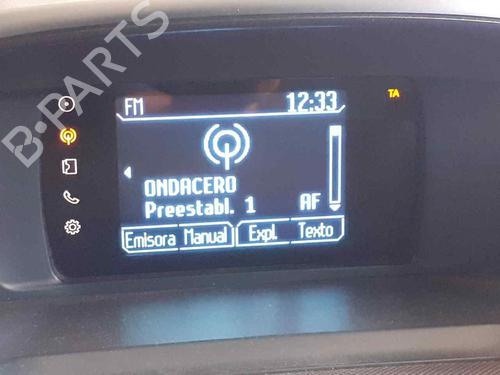 FM 12:33 TA
ONDACERO
Preestabl. 1 AF
Emisora Manual Expl. Texto
B-PARTS